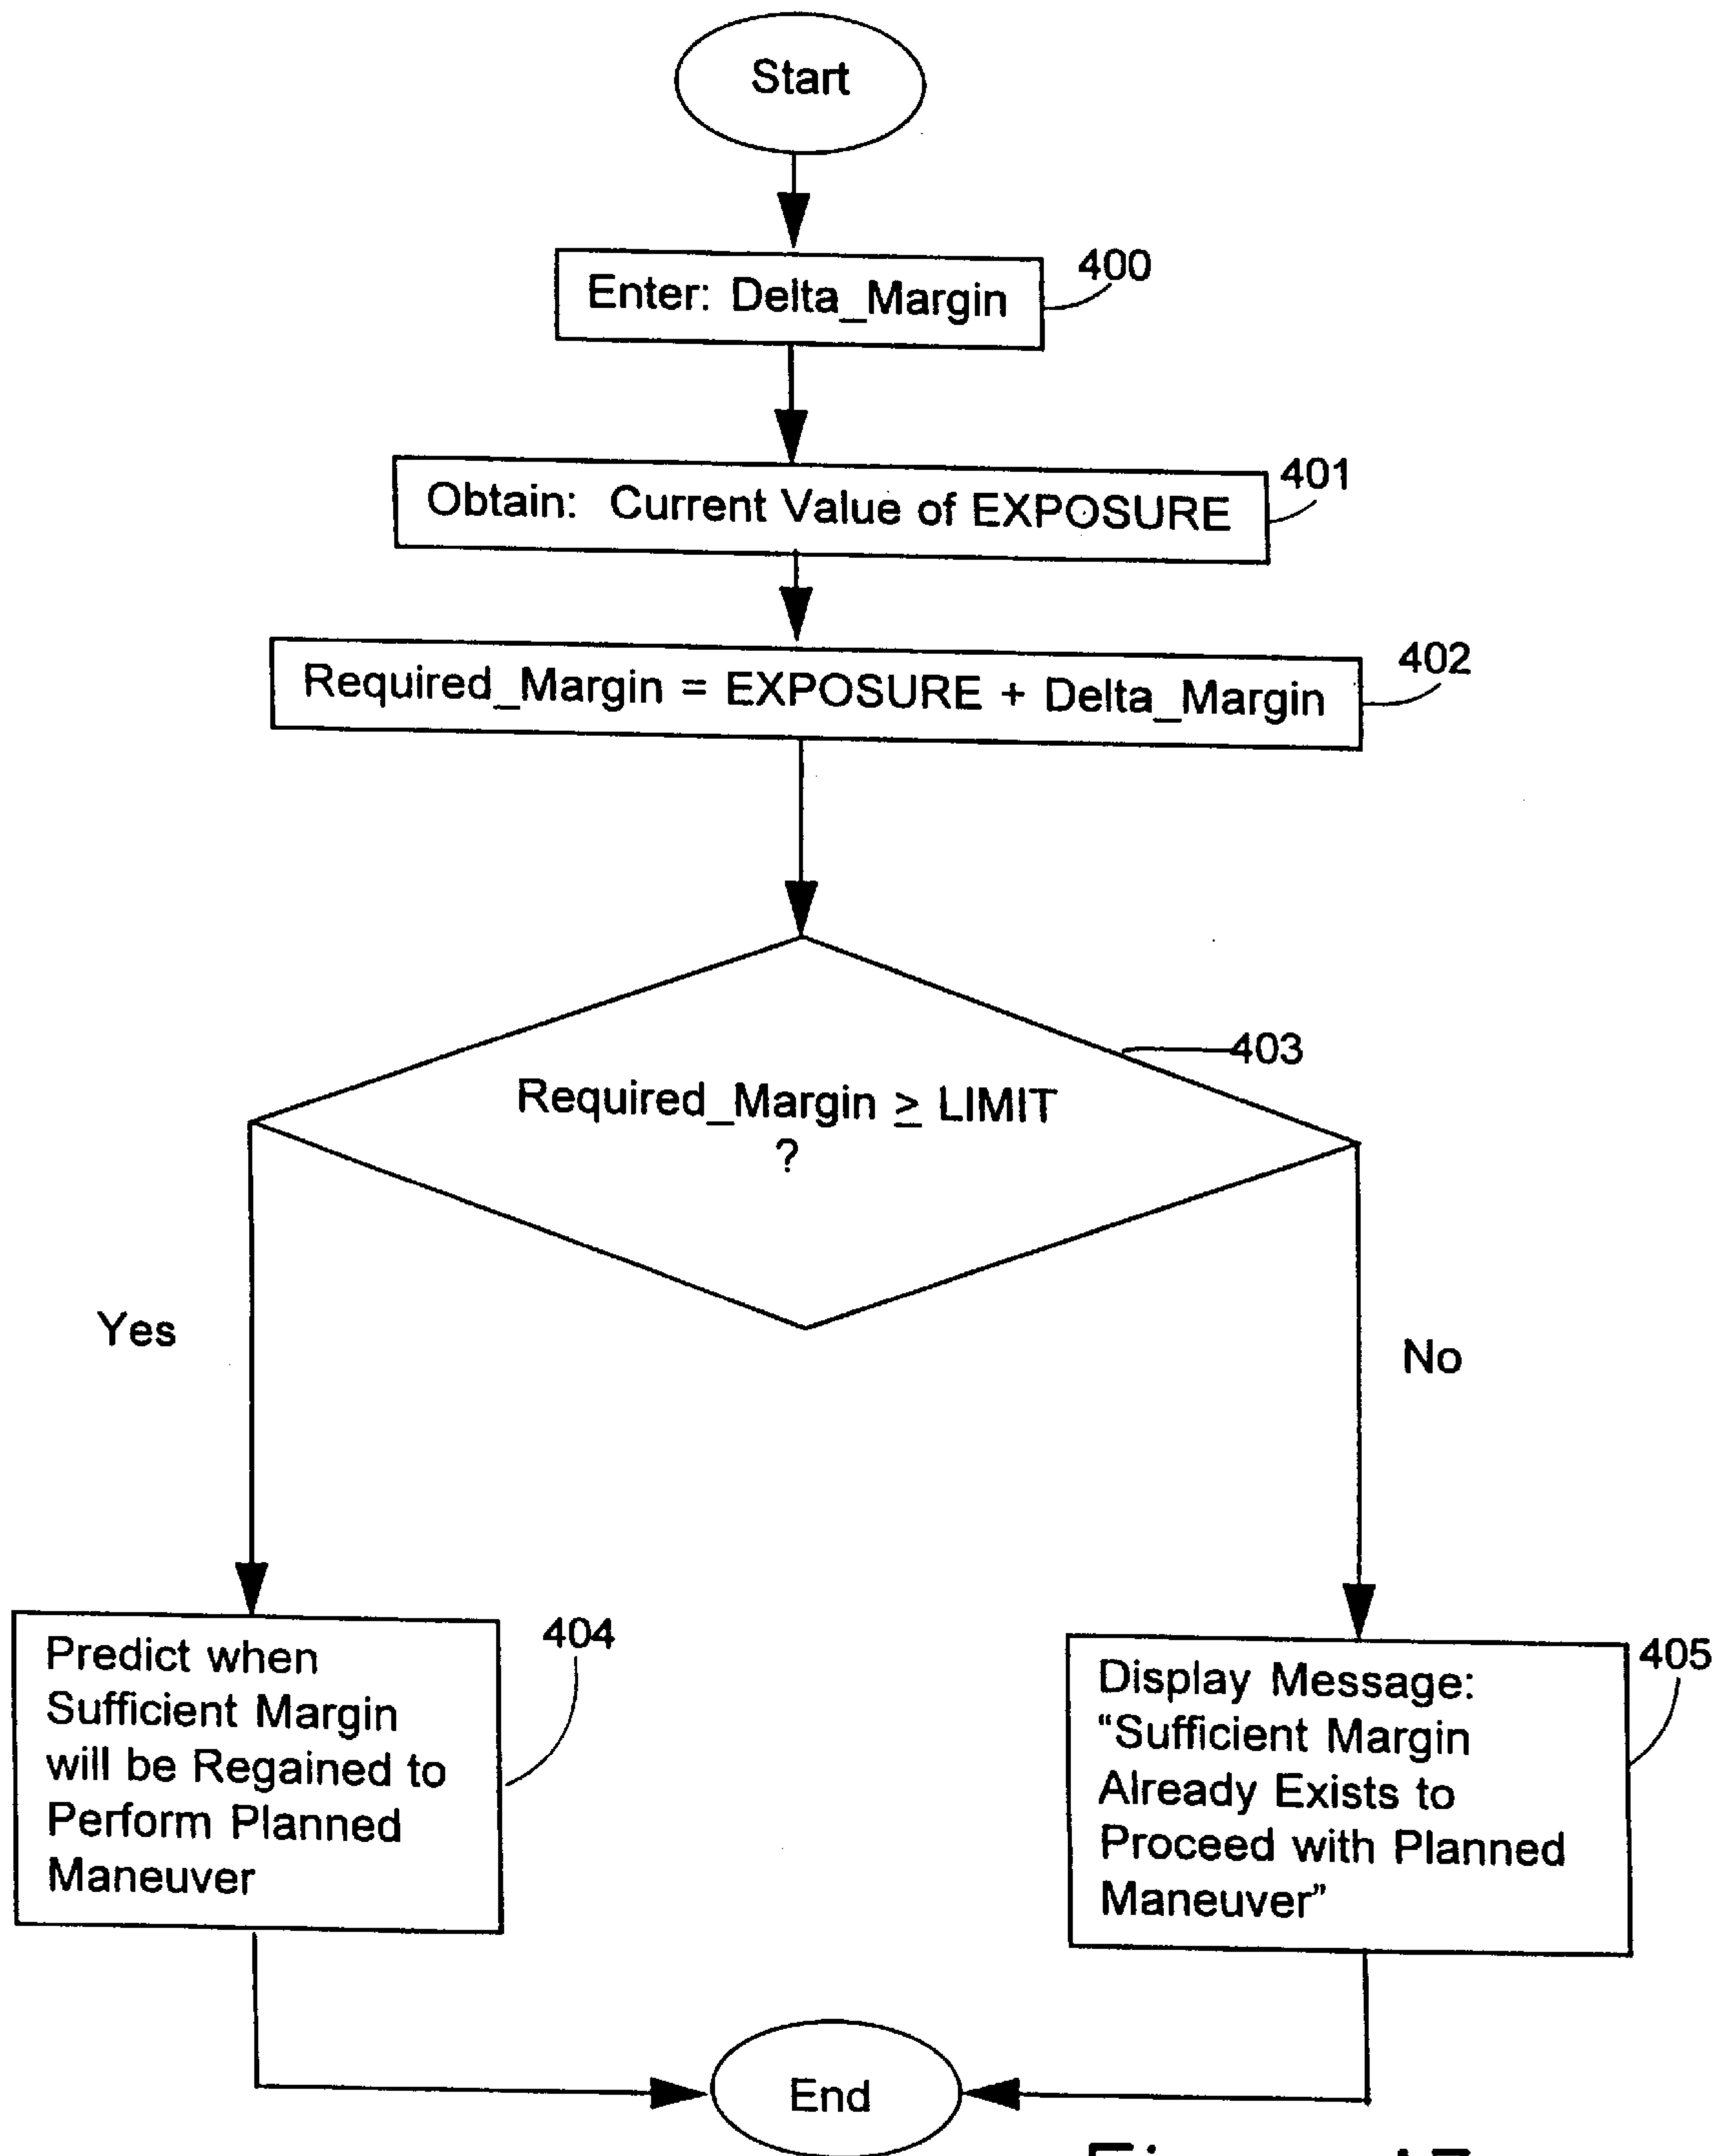 Start
Enter: Delta_Margin
400
Obtain: Current Value of EXPOSURE
401
Required_Margin = EXPOSURE + Delta_Margin
402
403
Required_Margin ≥ LIMIT
?
Yes
No
Predict when
Sufficient Margin
will be Regained to
Perform Planned
Maneuver
404
Display Message:
“Sufficient Margin
Already Exists to
Proceed with Planned
Maneuver”
405
End